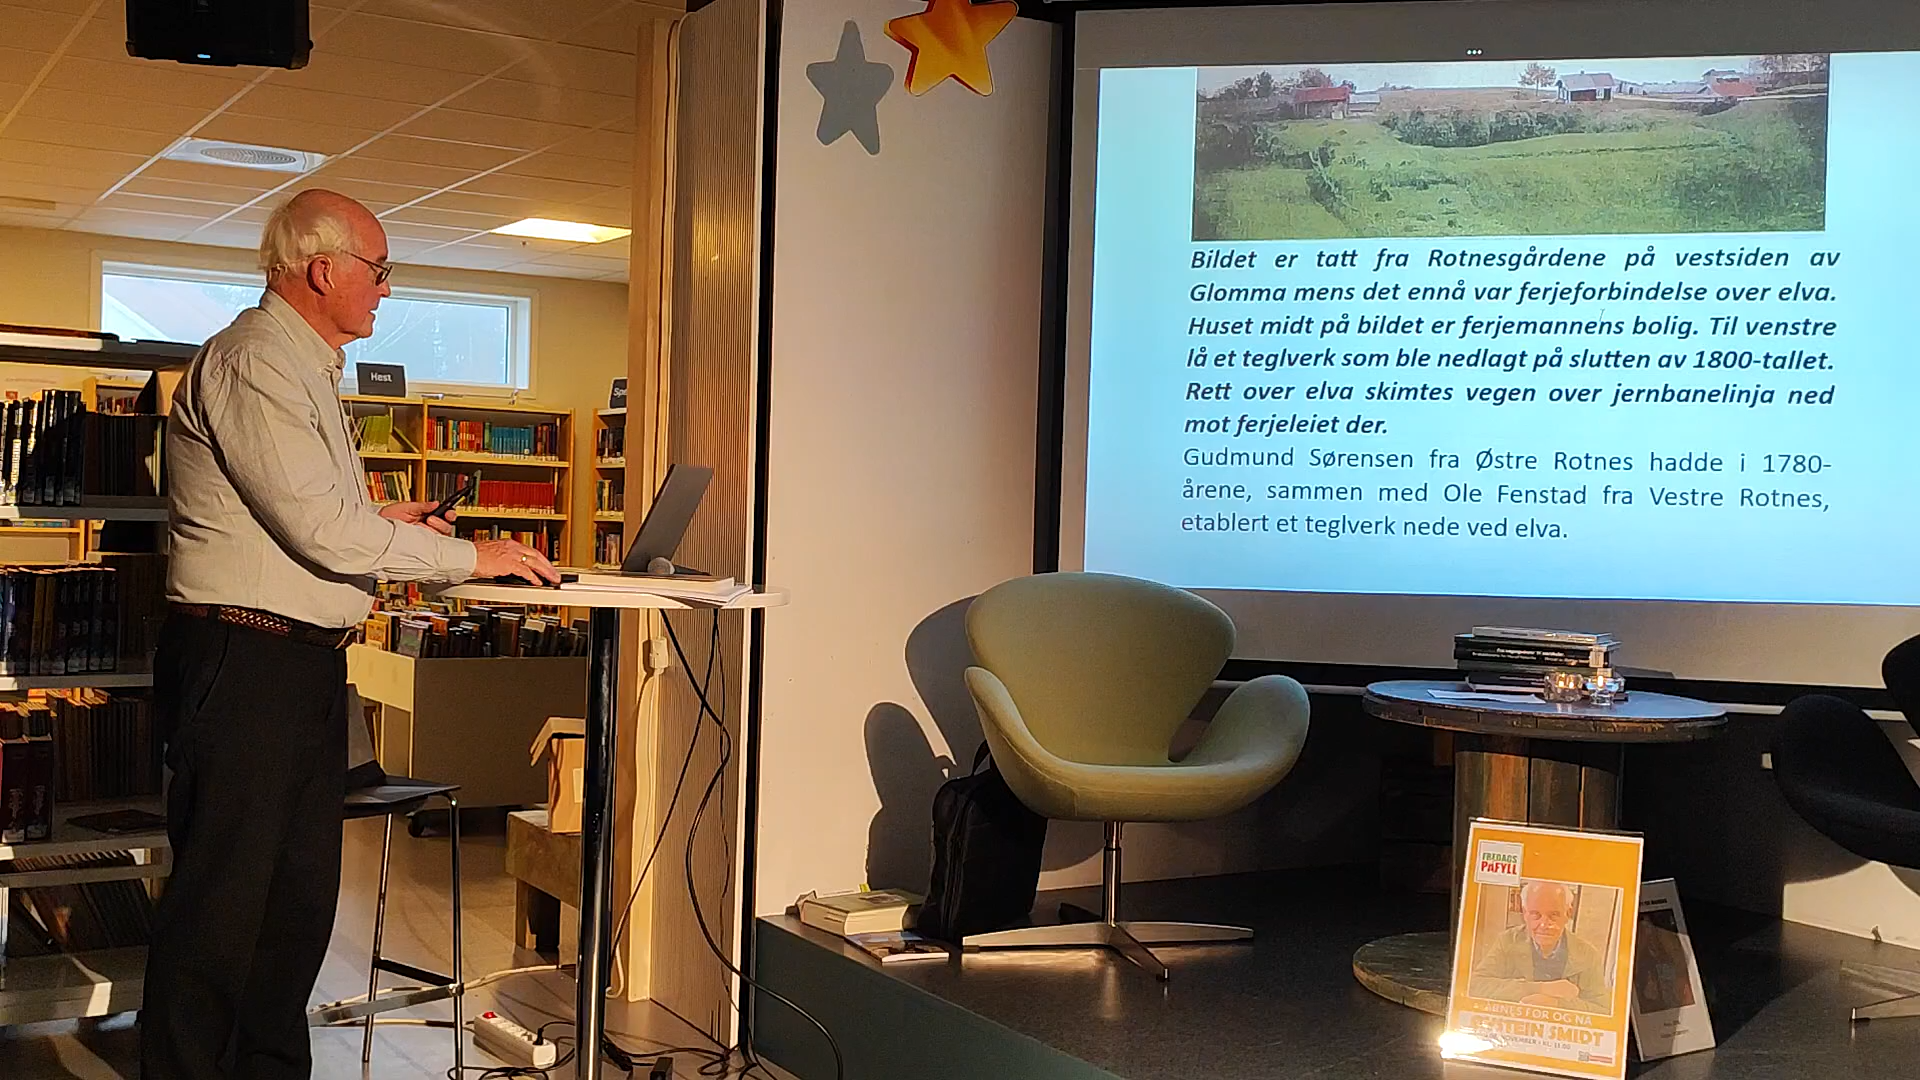 Bildet er tatt fra Rotnesgårdene på vestsiden av
Glomma mens det ennå var ferjeforbindelse over elva.
Huset midt på bildet er ferjemannens bolig. Til venstre
lå et teglverk som ble nedlagt på slutten av 1800-tallet.
Rett over elva skimtes vegen over jernbanelinja ned
mot ferjeleiet der.
Gudmund Sørensen fra Østre Rotnes hadde i 1780-
årene, sammen med Ole Fenstad fra Vestre Rotnes,
etablert et teglverk nede ved elva.
Hest
FREDAGS
PÅFYLL
FØR OG NÅ
SMIDT